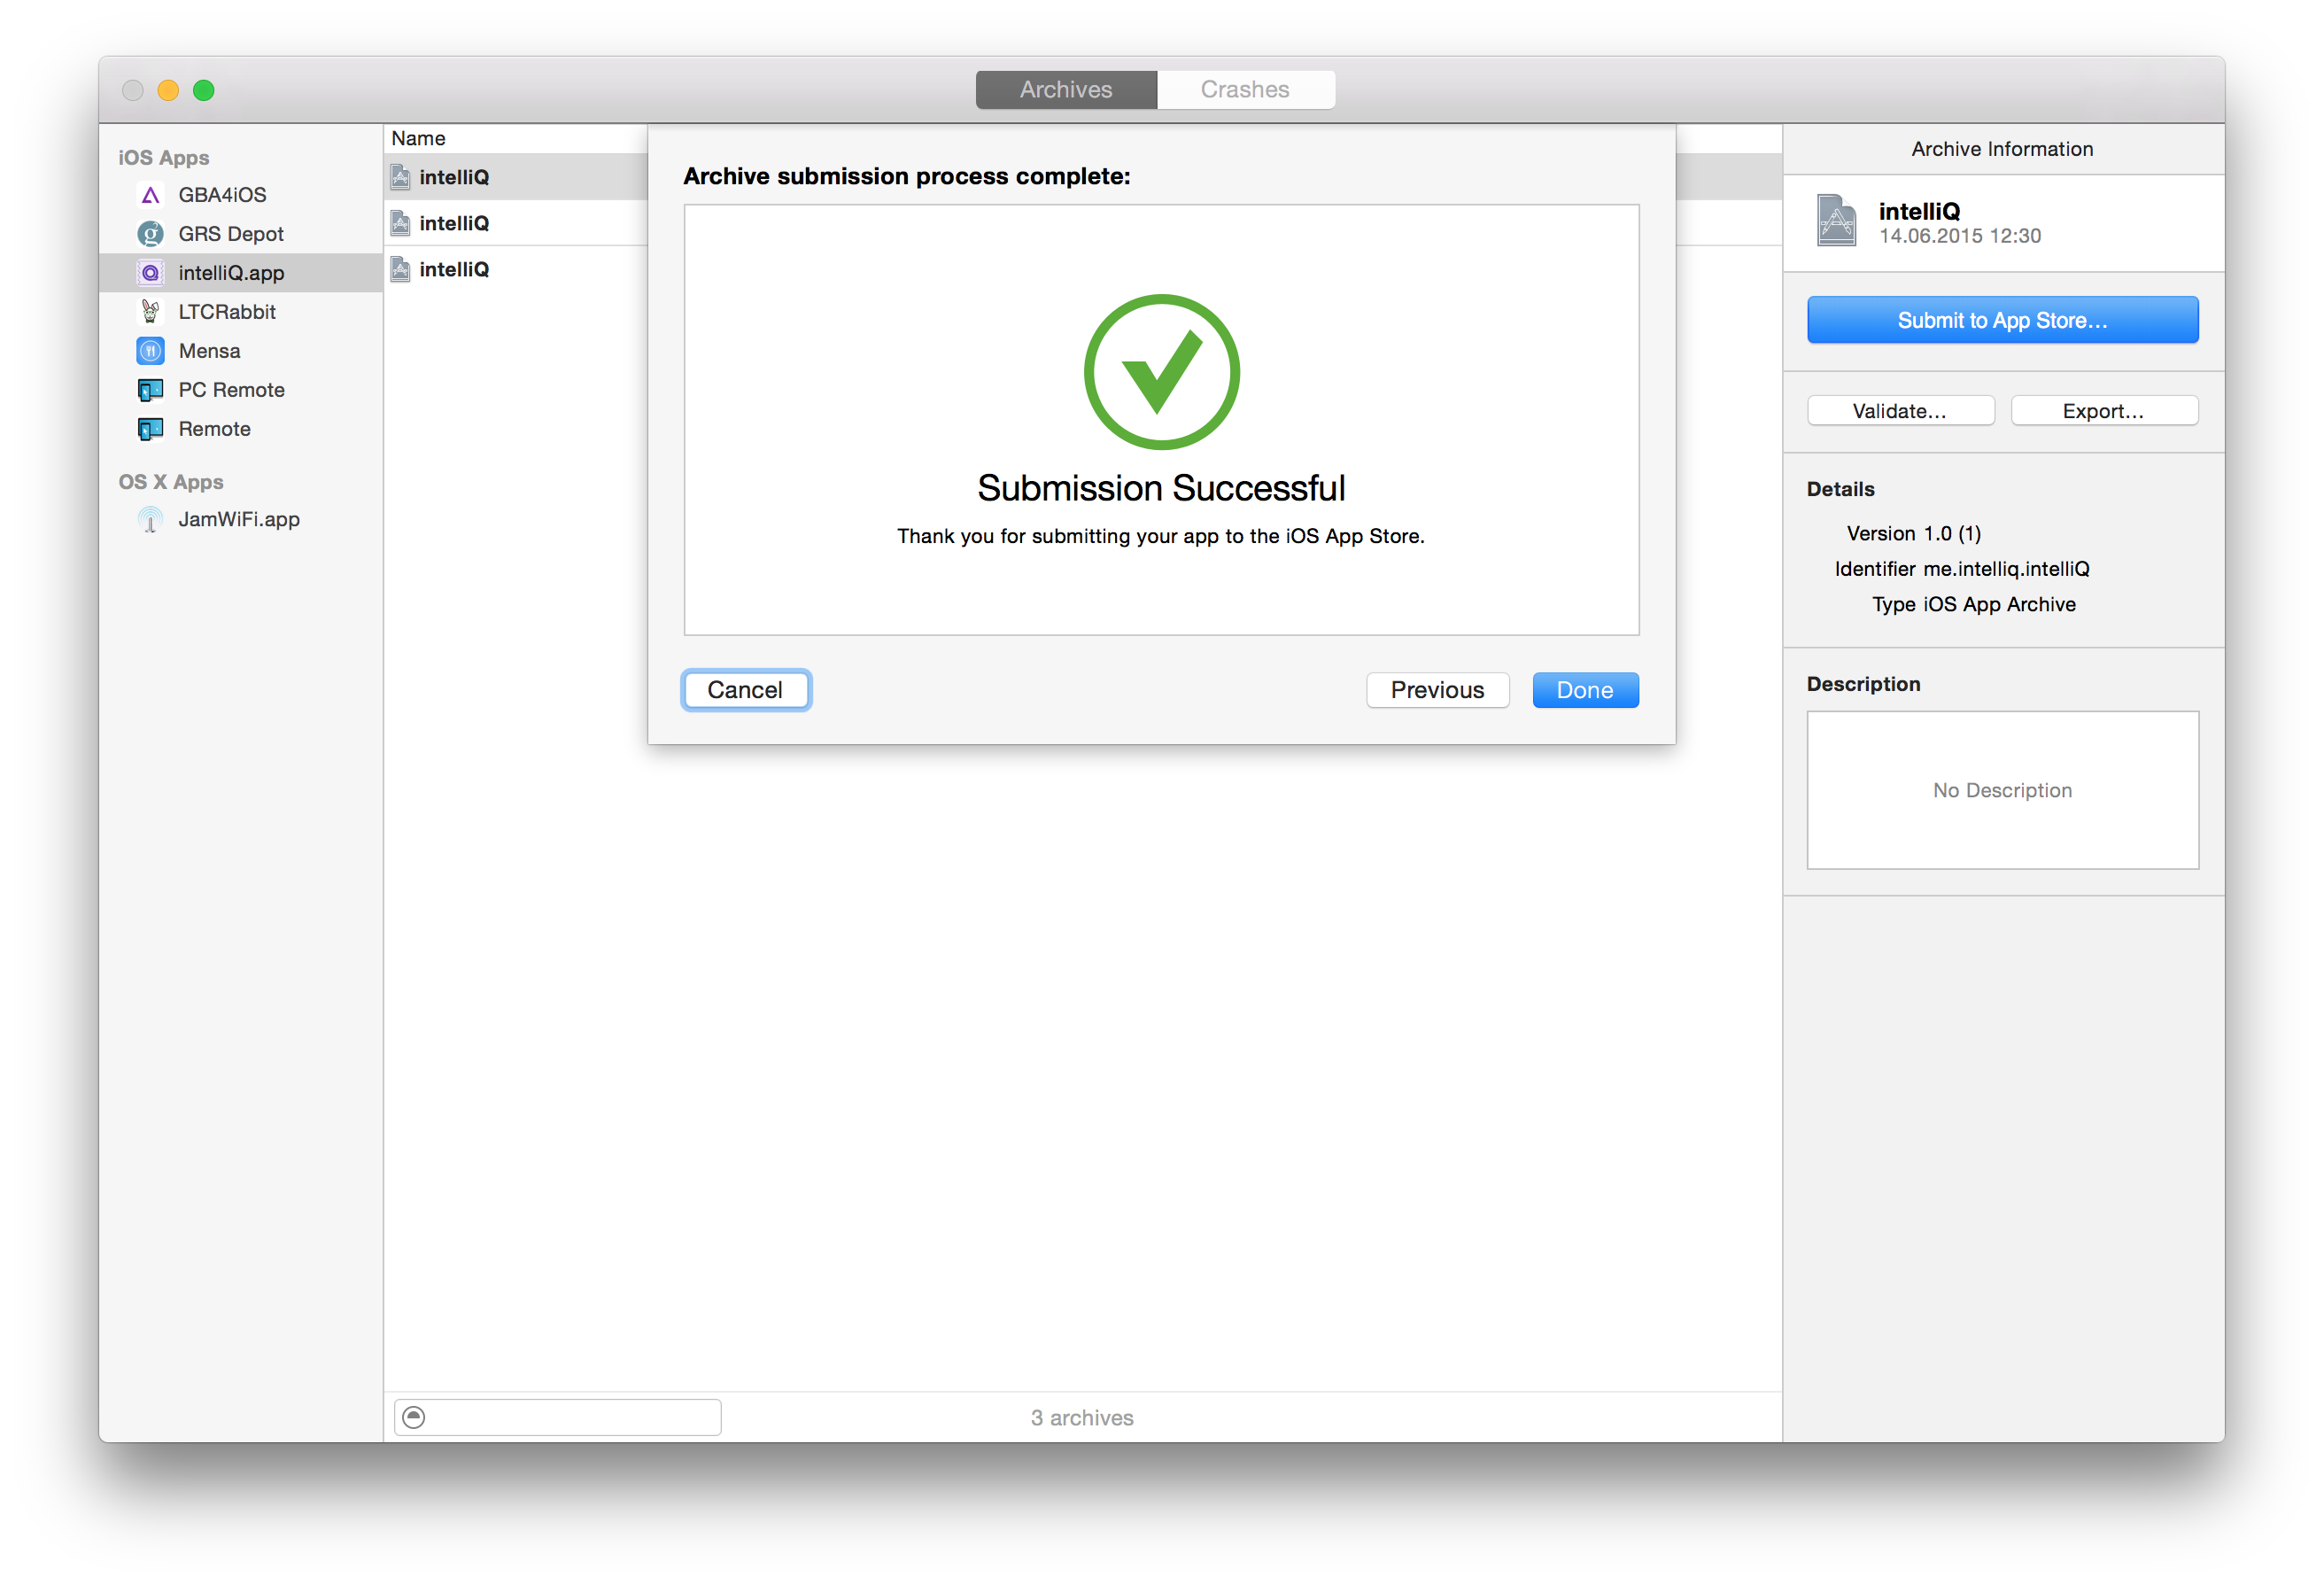 Archives
Crashes
iOS Apps
GBA4iOS
GRS Depot
intelliQ.app
LTCRabbit
Mensa
PC Remote
Remote
OS X Apps
JamWiFi.app
Name
intelliQ
intelliQ
intelliQ
Archive submission process complete:
Submission Successful
Thank you for submitting your app to the iOS App Store.
Cancel
Previous
Done
3 archives
Archive Information
intelliQ
14.06.2015 12:30
Submit to App Store...
Validate...
Export...
Details
Version 1.0 (1)
Identifier me.intelliq.intelliQ
Type iOS App Archive
Description
No Description